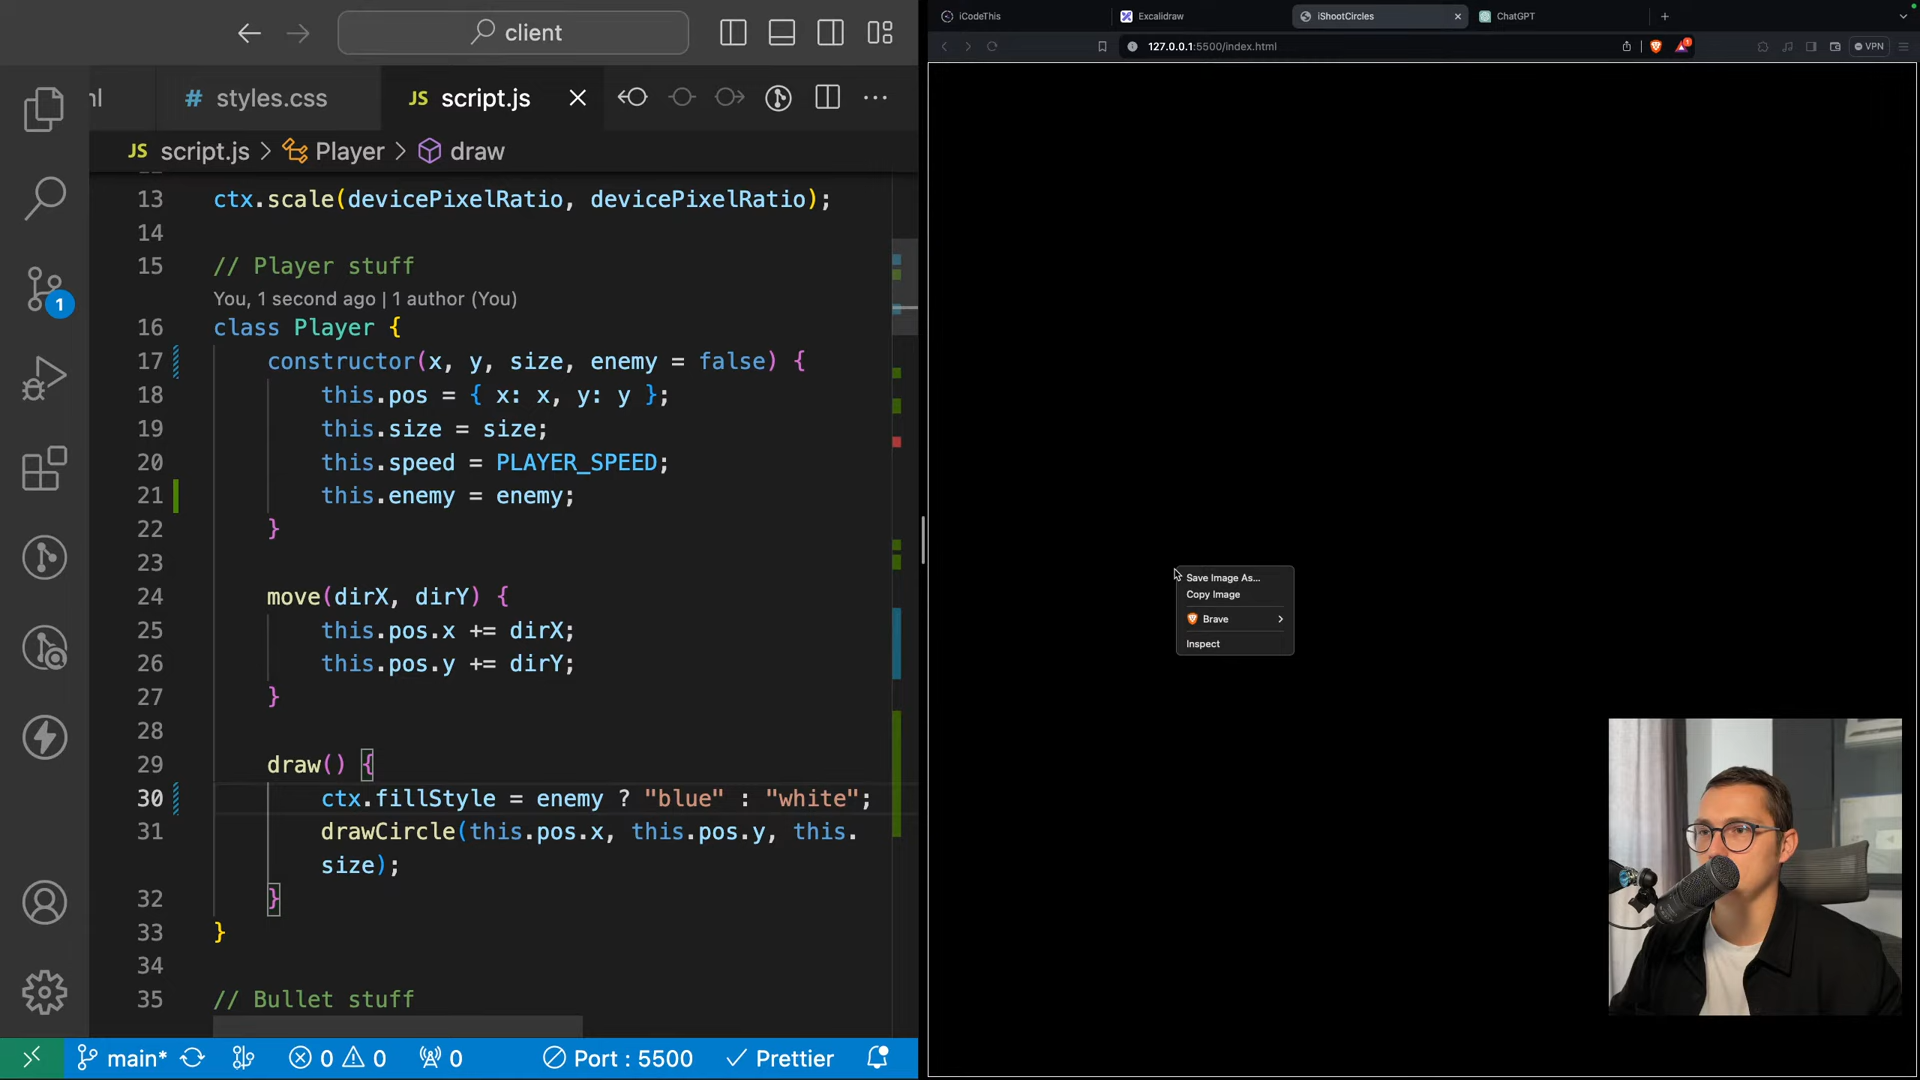 client
nl
# styles.css
JS script.js
JS script.js > Player > draw
13 ctx.scale(devicePixelRatio, devicePixelRatio);
14
15 // Player stuff
You, 1 second ago | 1 author (You)
16 class Player {
17 constructor(x, y, size, enemy = false) {
18 this.pos = { x: x, y: y };
19 this.size = size;
20 this.speed = PLAYER_SPEED;
21 this.enemy = enemy;
22 }
23
24 move(dirX, dirY) {
25 this.pos.x += dirX;
26 this.pos.y += dirY;
27 }
28
29 draw() {
30 ctx.fillStyle = enemy ? "blue" : "white";
31 drawCircle(this.pos.x, this.pos.y, this.
size);
32 }
33 }
34
35 // Bullet stuff
1
main*
0 0
0
Port : 5500
Prettier
iCodeThis
Excalidraw
iShootCircles
ChatGPT
127.0.0.1:5500/index.html
1
VPN
Save Image As...
Copy Image
Brave
Inspect